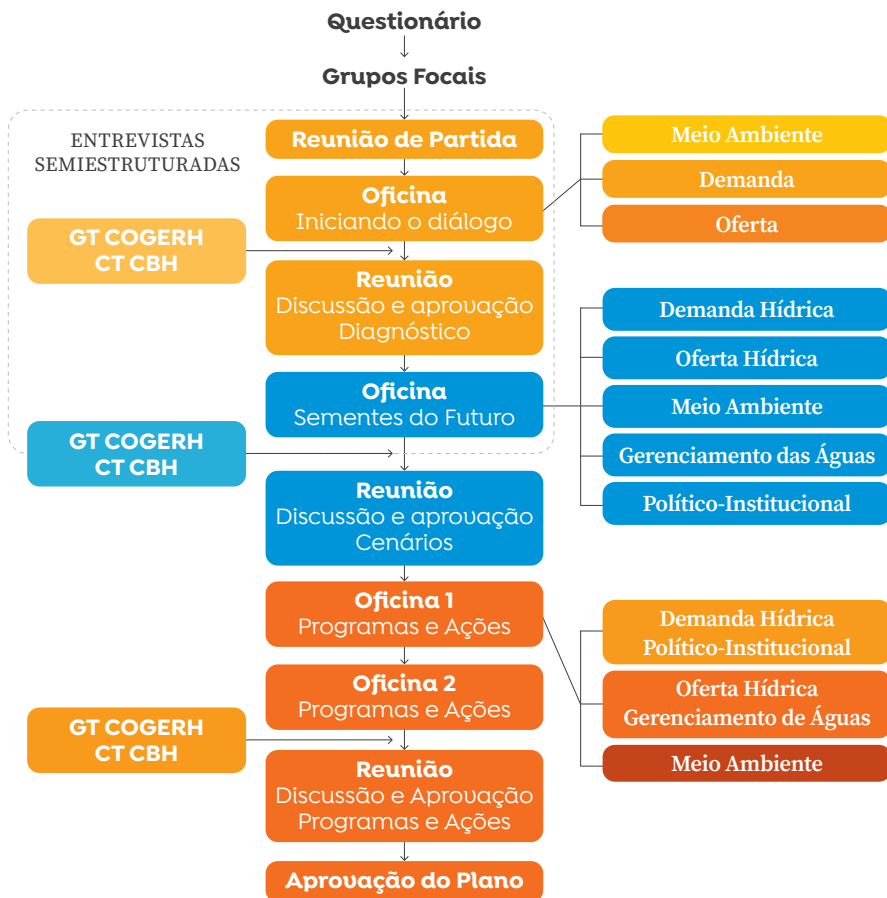 Questionário
Grupos Focais
ENTREVISTAS
SEMIESTRUTURADAS
Reunião de Partida
Oficina
Iniciando o diálogo
Meio Ambiente
Demanda
Oferta
GT COGERH
CT CBH
Reunião
Discussão e aprovação
Diagnóstico
Oficina
Sementes do Futuro
Demanda Hídrica
Oferta Hídrica
Meio Ambiente
Gerenciamento das Águas
Político-Institucional
GT COGERH
CT CBH
Reunião
Discussão e aprovação
Cenários
Oficina 1
Programas e Ações
Demanda Hídrica
Político-Institucional
Oferta Hídrica
Gerenciamento de Águas
Meio Ambiente
Oficina 2
Programas e Ações
GT COGERH
CT CBH
Reunião
Discussão e Aprovação
Programas e Ações
Aprovação do Plano